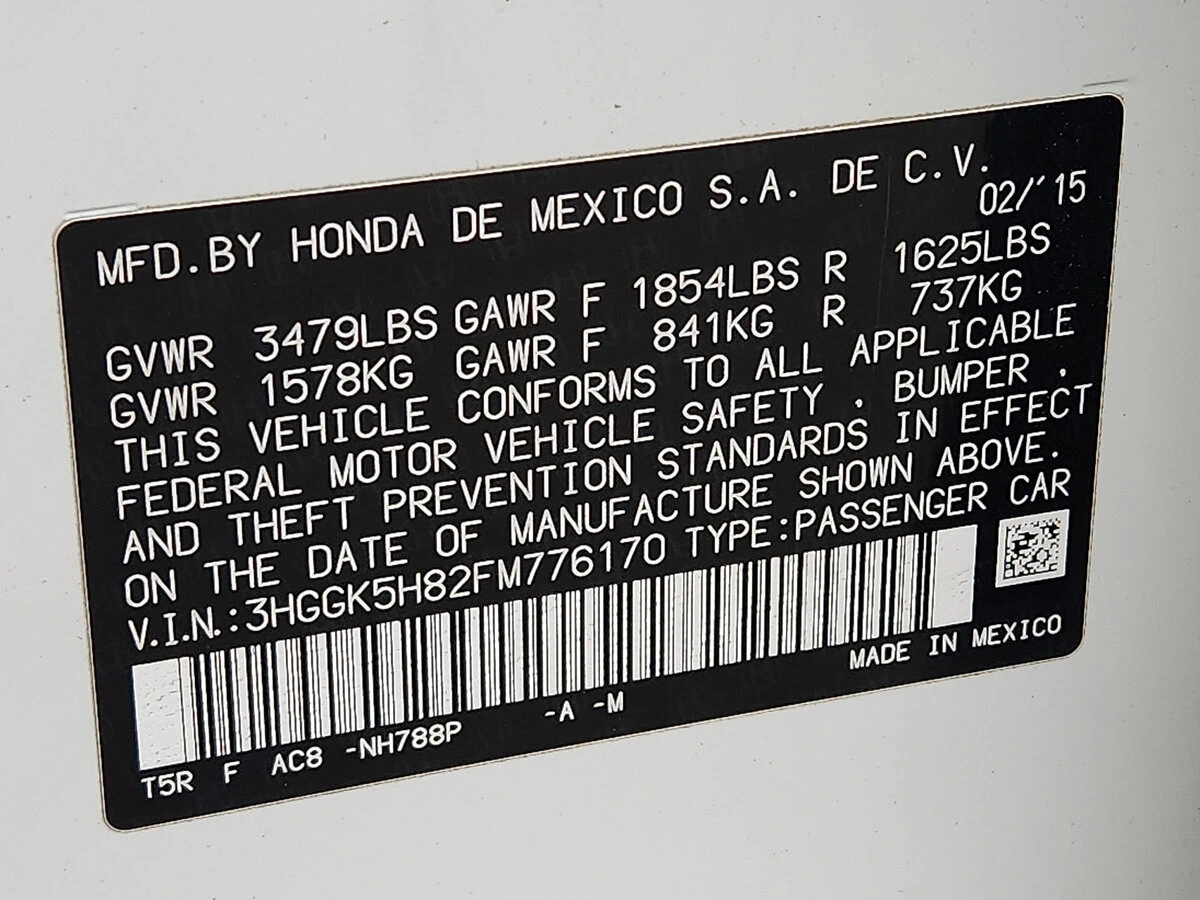 MFD.BY HONDA DE MEXICO S.A. DE C.V.
02/'15
GVWR 3479LBS GAWR F 1854LBS R 1625LBS
GVWR 1578KG GAWR F 841KG R 737KG
THIS VEHICLE CONFORMS TO ALL APPLICABLE
FEDERAL MOTOR VEHICLE SAFETY , BUMPER ,
AND THEFT PREVENTION STANDARDS IN EFFECT
ON THE DATE OF MANUFACTURE SHOWN ABOVE.
V.I.N.:3HGGK5H82FM776170 TYPE:PASSENGER CAR
MADE IN MEXICO
T5R F AC8 -NH788P -A -M